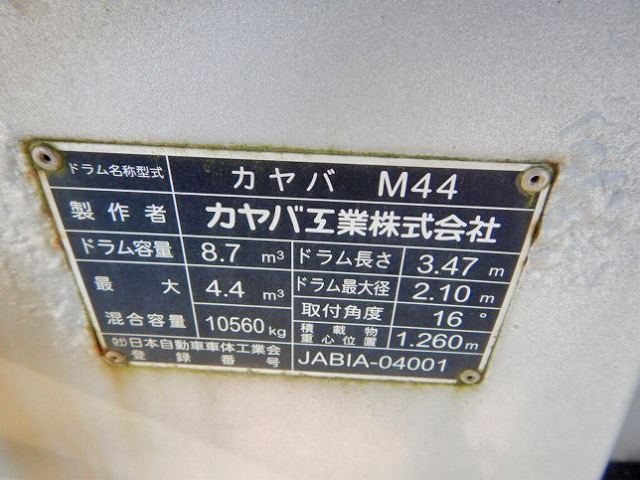 ドラム名称型式 カヤバ M44
製作者 カヤバ工業株式会社
ドラム容量 8.7 m³ ドラム長さ 3.47 m
最大混合容量 4.4 m³ ドラム最大径 2.10 m
10560kg 取付角度 16°
積載物重心位置 1.260m
㈳日本自動車車体工業会
登録番号 JABIA-04001